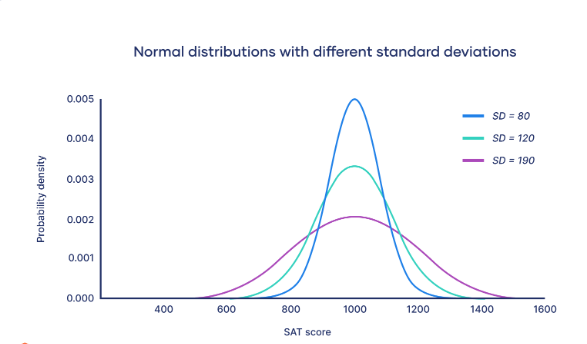 Normal distributions with different standard deviations
0.005
0.004
0.003
0.002
0.001
0.000
Probability density
SD = 80
SD = 120
SD = 190
400 600 800 1000 1200 1400 1600
SAT score